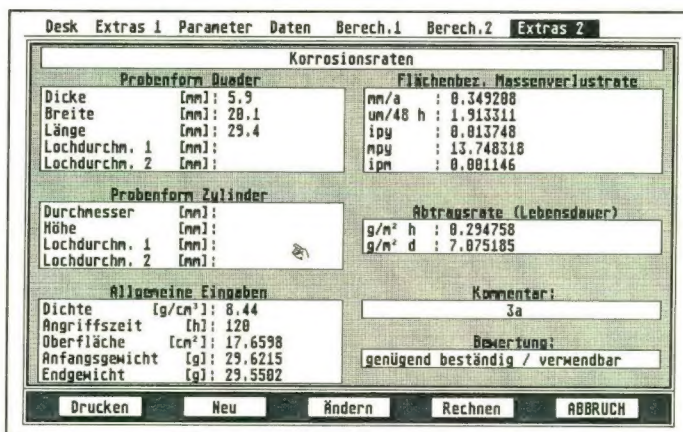 Desk Extras 1 Parameter Daten Berech.1 Berech.2 Extras 2
Korrosionsraten
Probenform Quader
Dicke [mm]: 5.9
Breite [mm]: 20.1
Länge [mm]: 29.4
Lochdurchm. 1 [mm]:
Lochdurchm. 2 [mm]:
Probenform Zylinder
Durchmesser [mm]:
Höhe [mm]:
Lochdurchm. 1 [mm]:
Lochdurchm. 2 [mm]:
Allgemeine Eingaben
Dichte [g/cm³]: 8.44
Angriffszeit [h]: 120
Oberfläche [cm²]: 17.6598
Anfangsgewicht [g]: 29.6215
Endgewicht [g]: 29.5502
Flächenbez. Massenverlustrate
mm/a : 0.349208
um/48 h : 1.913311
ipy : 0.013748
mpy : 13.748318
ipm : 0.001146
Abtragsrate (Lebensdauer)
g/m² h : 0.294758
g/m² d : 7.075185
Kommentar:
3a
Bewertung:
genügend beständig / verwendbar
Drucken Neu Ändern Rechnen ABBRUCH